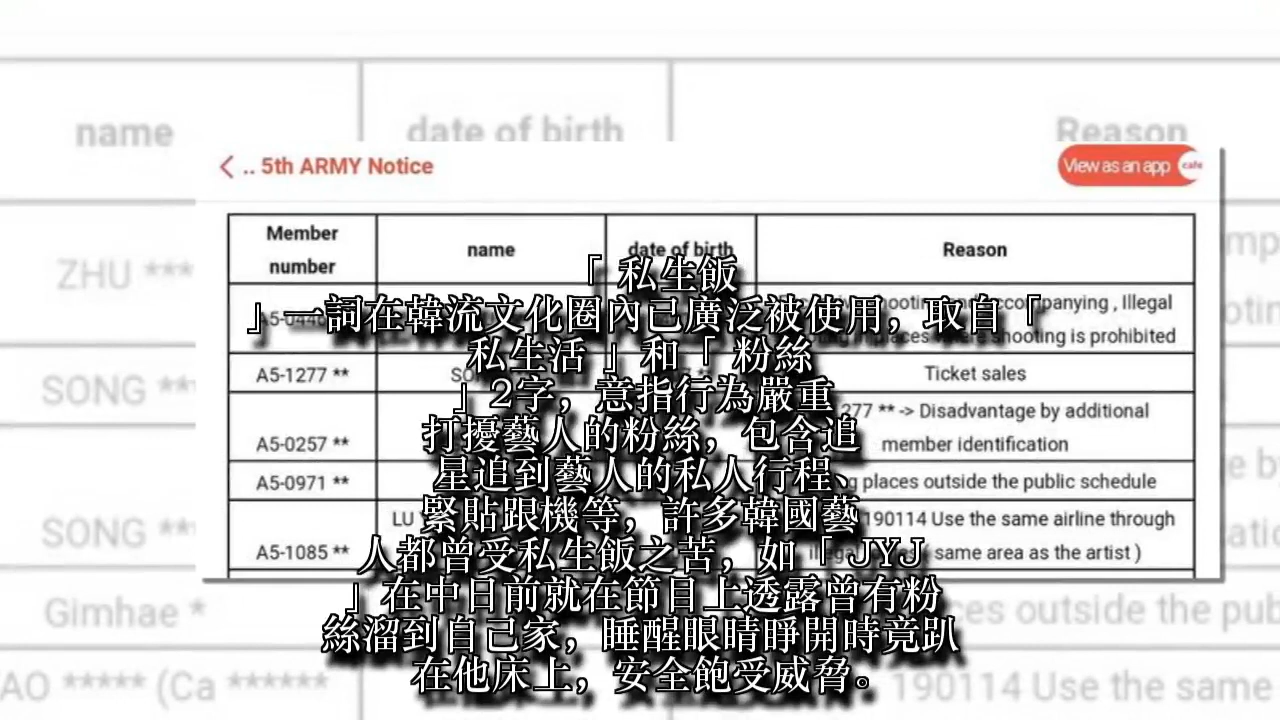 name
date of birth
Reason
.. 5th ARMY Notice
View as an app
cafe
Member
number
name
date of birth
Reason
Illegal
shooting is prohibited
A5-1277 **
Ticket sales
A5-0257 **
277 ** -> Disadvantage by additional
member identification
A5-0971 **
places outside the public schedule
A5-1085 **
LU
190114 Use the same airline through
same area as the artist )
「 私生飯
」一詞在韓流文化圈內已廣泛被使用，取自「
私生活 」和「 粉絲
」2字，意指行為嚴重
打擾藝人的粉絲，包含追
星追到藝人的私人行程、
緊貼跟機等，許多韓國藝
人都曾受私生飯之苦，如「 JYJ
」在中日前就在節目上透露曾有粉
絲溜到自己家，睡醒眼睛睜開時竟趴
在他床上，安全飽受威脅。
ZHU ***
SONG **
SONG **
Gimhae *
***** (Ca ******
outside the pub
190114 Use the same